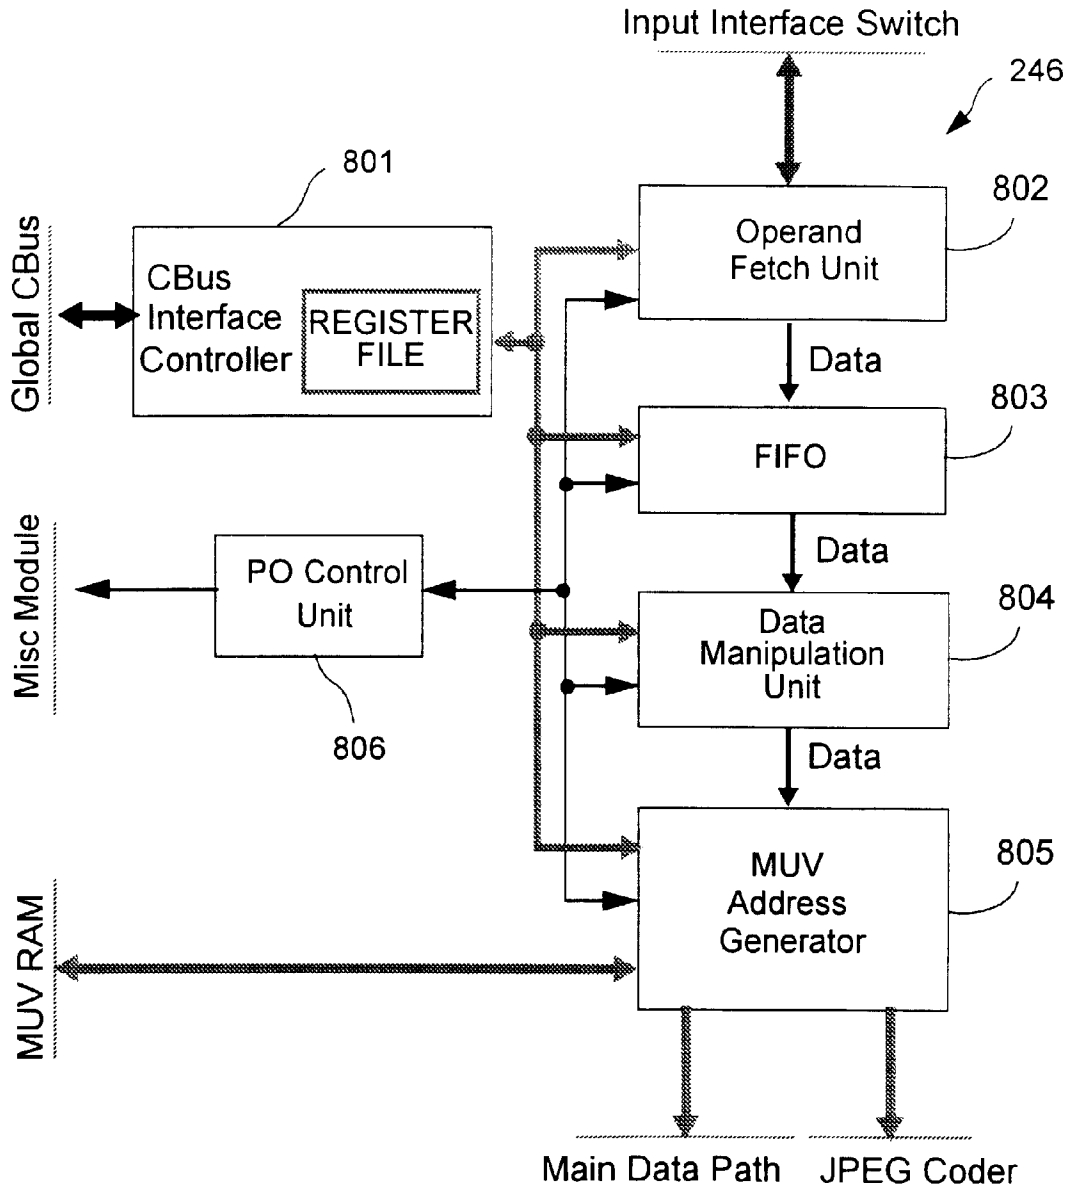 Input Interface Switch
246
801
802
Global CBus
CBus
Interface
Controller
REGISTER
FILE
Operand
Fetch Unit
Data
803
FIFO
Data
Misc Module
PO Control
Unit
806
804
Data
Manipulation
Unit
Data
805
MUV
Address
Generator
MUV RAM
Main Data Path
JPEG Coder